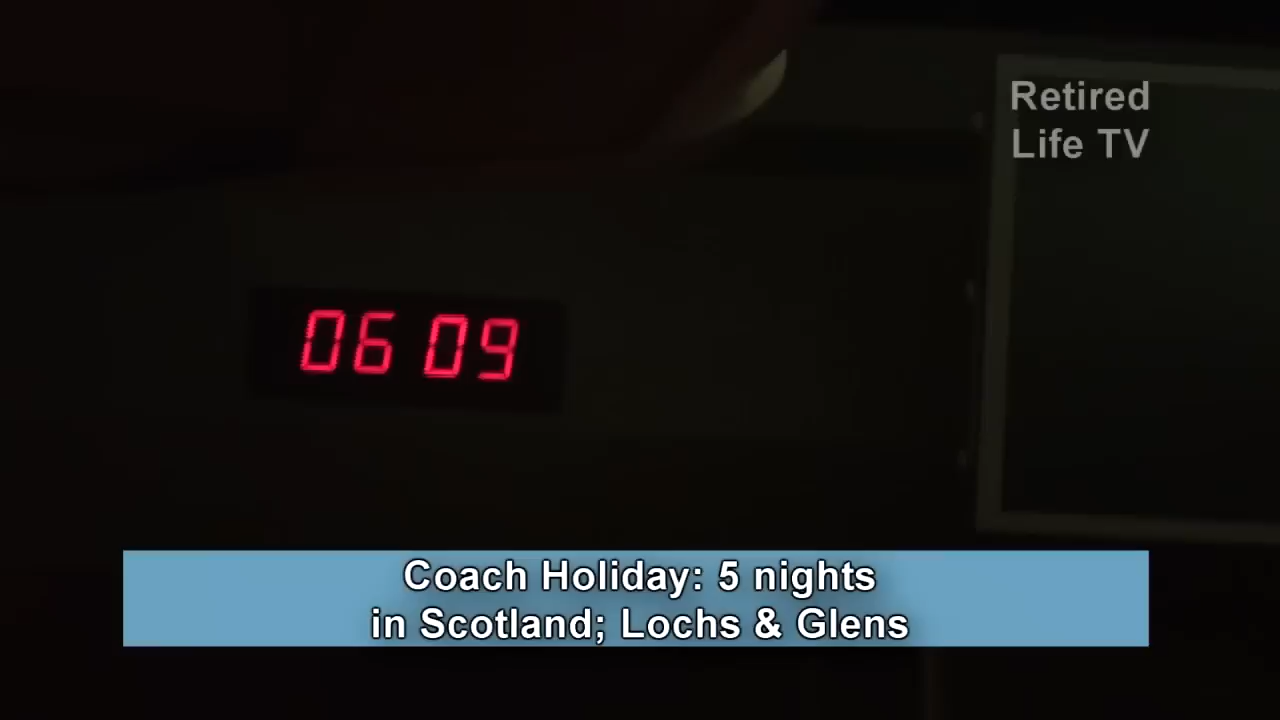 Retired
Life TV
06 09
Coach Holiday: 5 nights
in Scotland; Lochs & Glens